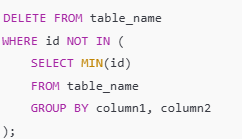 DELETE FROM table_name
WHERE id NOT IN (
    SELECT MIN(id)
    FROM table_name
    GROUP BY column1, column2
);